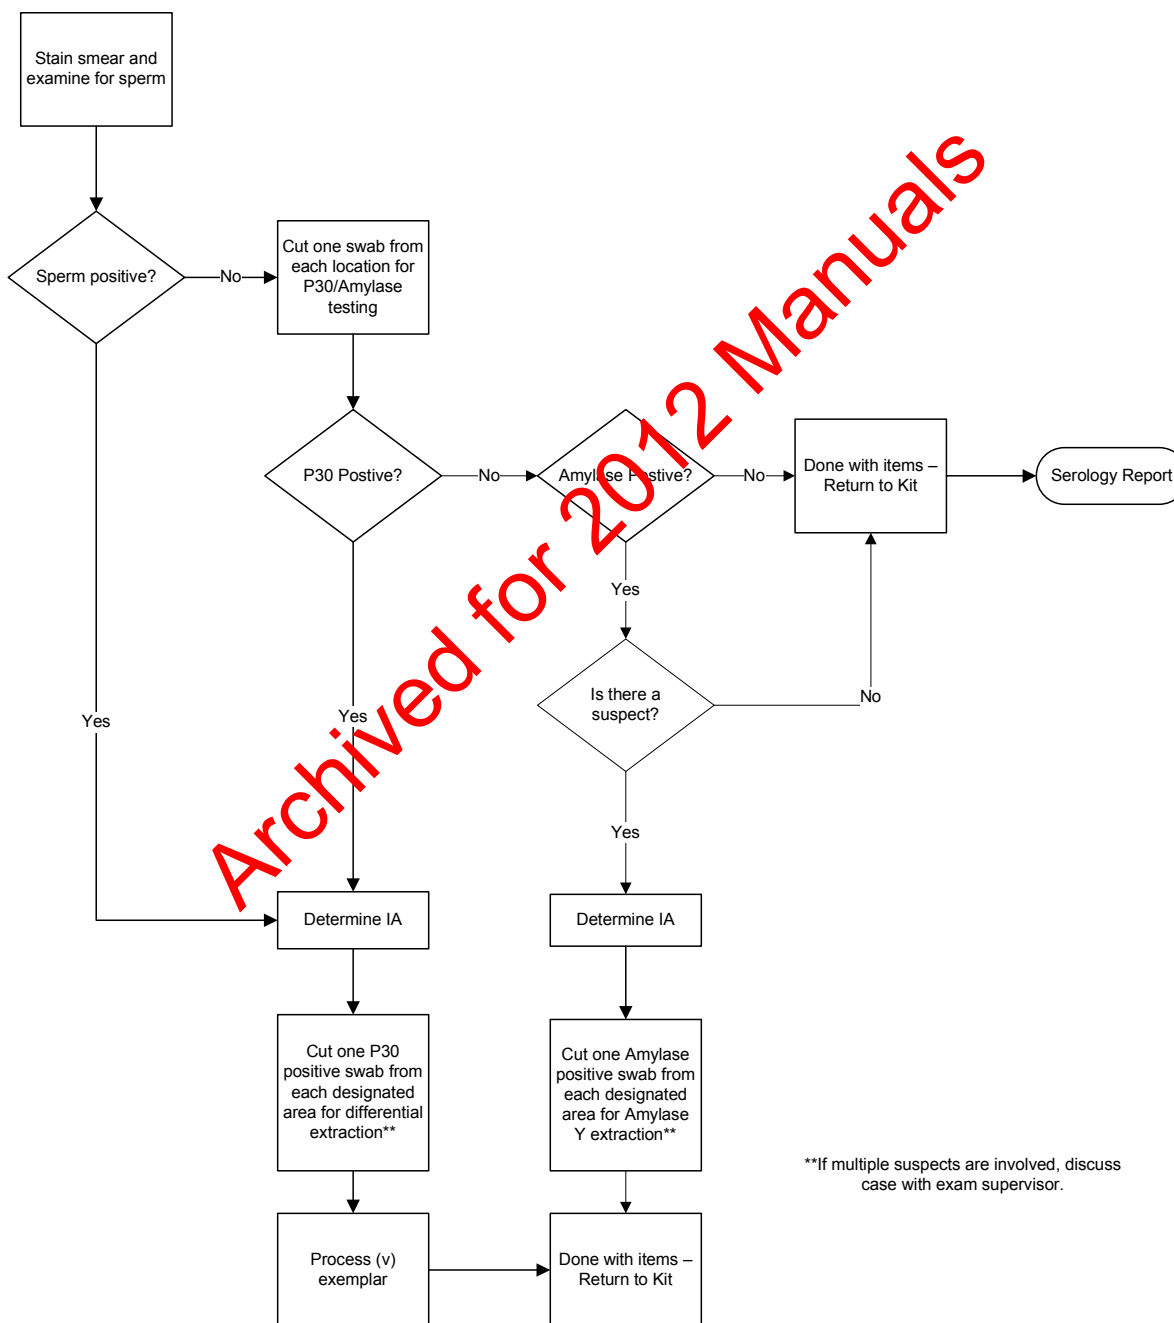 Stain smear and
examine for sperm
Sperm positive?
No
Cut one swab from
each location for
P30/Amylase
testing
P30 Postive?
No
Amylase Postive?
No
Done with items –
Return to Kit
Serology Report
Yes
Is there a
suspect?
No
Yes
Yes
Yes
Determine IA
Determine IA
Cut one P30
positive swab from
each designated
area for differential
extraction**
Cut one Amylase
positive swab from
each designated
area for Amylase
Y extraction**
**If multiple suspects are involved, discuss
case with exam supervisor.
Process (v)
exemplar
Done with items –
Return to Kit
Archived for 2012 Manuals